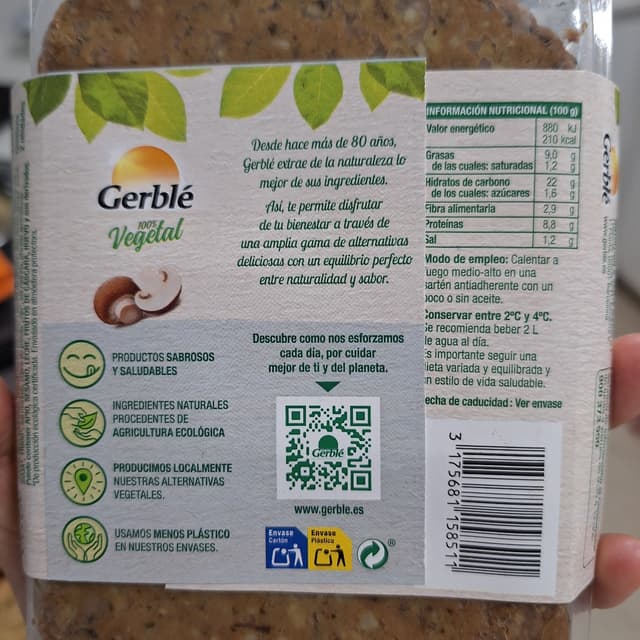 Gerblé
100%
Vegetal
Desde hace más de 80 años,
Gerblé extrae de la naturaleza lo
mejor de sus ingredientes.
Así, le permite disfrutar
de tu bienestar a través de
una amplia gama de alternativas
deliciosas con un equilibrio perfecto
entre naturalidad y sabor.
PRODUCTOS SABROSOS
Y SALUDABLES
INGREDIENTES NATURALES
PROCEDENTES DE
AGRICULTURA ECOLÓGICA
PRODUCIMOS LOCALMENTE
NUESTRAS ALTERNATIVAS
VEGETALES.
USAMOS MENOS PLÁSTICO
EN NUESTROS ENVASES.
Descubre como nos esforzamos
cada día, por cuidar
mejor de ti y del planeta.
Gerblé
www.gerble.es
Envase
Cartón
Envase
Plástico
®
INFORMACIÓN NUTRICIONAL (100 g)
Valor energético 880 kJ
210 kcal
Grasas 9,0 g
de las cuales: saturadas 1,2 g
Hidratos de carbono 22 g
de los cuales: azúcares 1,6 g
Fibra alimentaria 2,9 g
Proteínas 8,8 g
Sal 1,2 g
Modo de empleo: Calentar a
fuego medio-alto en una
sartén antiadherente con un
poco o sin aceite.
Conservar entre 2ºC y 4ºC.
Se recomienda beber 2 L
de agua al día.
Es importante seguir una
dieta variada y equilibrada y
un estilo de vida saludable.
Fecha de caducidad: Ver envase
3 175681 158511
Gerblé